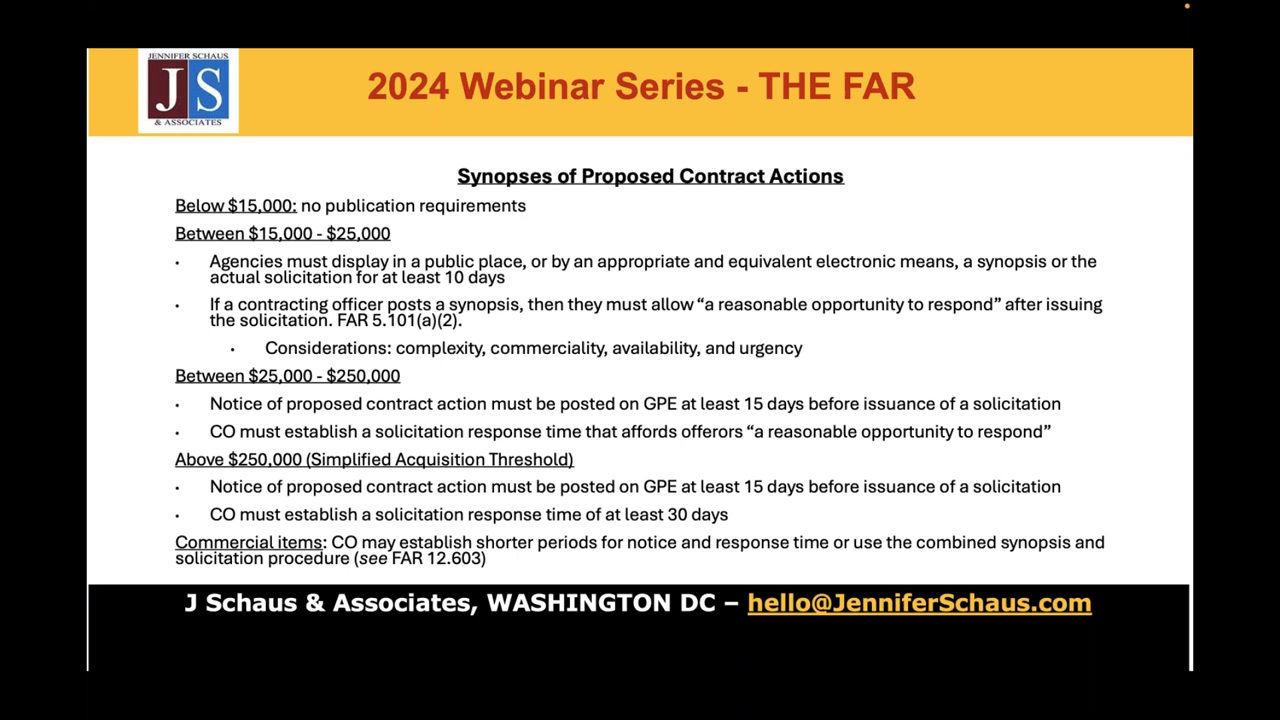 JENNIFER SCHAUS
JS
& ASSOCIATES
2024 Webinar Series - THE FAR
Synopses of Proposed Contract Actions
Below $15,000: no publication requirements
Between $15,000 - $25,000
• Agencies must display in a public place, or by an appropriate and equivalent electronic means, a synopsis or the
actual solicitation for at least 10 days
• If a contracting officer posts a synopsis, then they must allow “a reasonable opportunity to respond” after issuing
the solicitation. FAR 5.101(a)(2).
• Considerations: complexity, commerciality, availability, and urgency
Between $25,000 - $250,000
• Notice of proposed contract action must be posted on GPE at least 15 days before issuance of a solicitation
• CO must establish a solicitation response time that affords offerors “a reasonable opportunity to respond”
Above $250,000 (Simplified Acquisition Threshold)
• Notice of proposed contract action must be posted on GPE at least 15 days before issuance of a solicitation
• CO must establish a solicitation response time of at least 30 days
Commercial items: CO may establish shorter periods for notice and response time or use the combined synopsis and
solicitation procedure (see FAR 12.603)
J Schaus & Associates, WASHINGTON DC – hello@JenniferSchaus.com